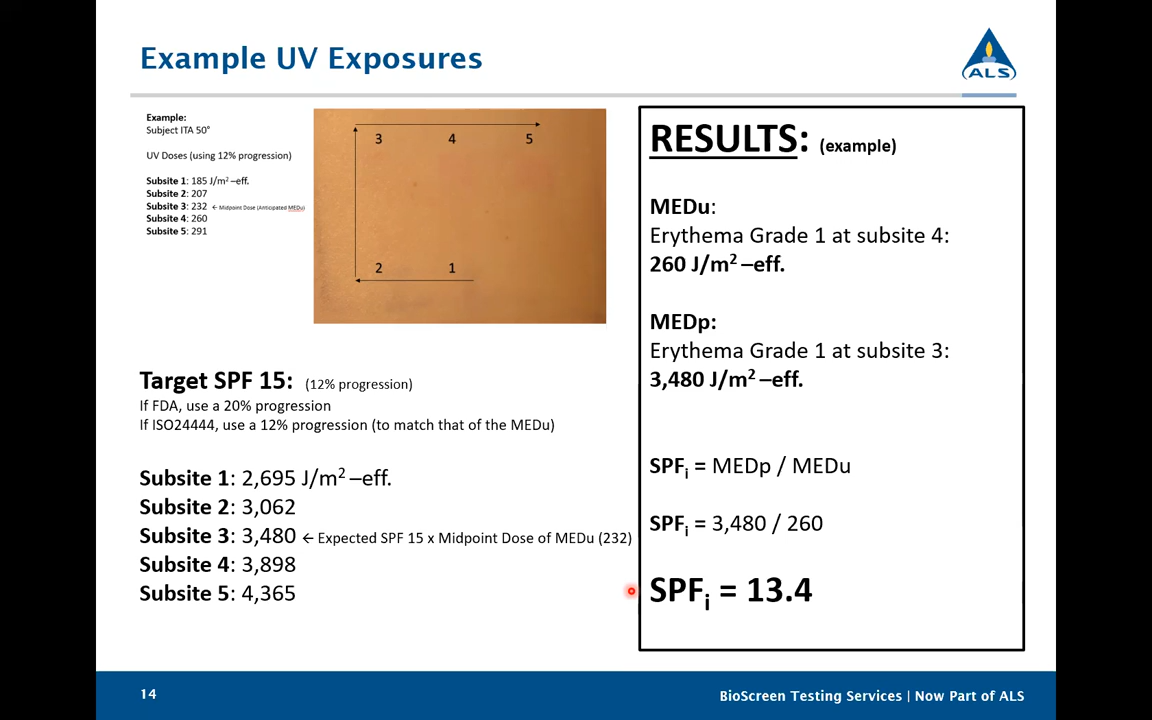 Example UV Exposures
ALS
Example:
Subject ITA 50°
UV Doses (using 12% progression)
Subsite 1: 185 J/m² –eff.
Subsite 2: 207
Subsite 3: 232 ← Midpoint Dose (Anticipated MEDu)
Subsite 4: 260
Subsite 5: 291
3 4 5
2 1
Target SPF 15: (12% progression)
If FDA, use a 20% progression
If ISO24444, use a 12% progression (to match that of the MEDu)
Subsite 1: 2,695 J/m² –eff.
Subsite 2: 3,062
Subsite 3: 3,480 ← Expected SPF 15 x Midpoint Dose of MEDu (232)
Subsite 4: 3,898
Subsite 5: 4,365
RESULTS: (example)
MEDu:
Erythema Grade 1 at subsite 4:
260 J/m² –eff.
MEDp:
Erythema Grade 1 at subsite 3:
3,480 J/m² –eff.
SPFi = MEDp / MEDu
SPFi = 3,480 / 260
SPFi = 13.4
14
BioScreen Testing Services | Now Part of ALS